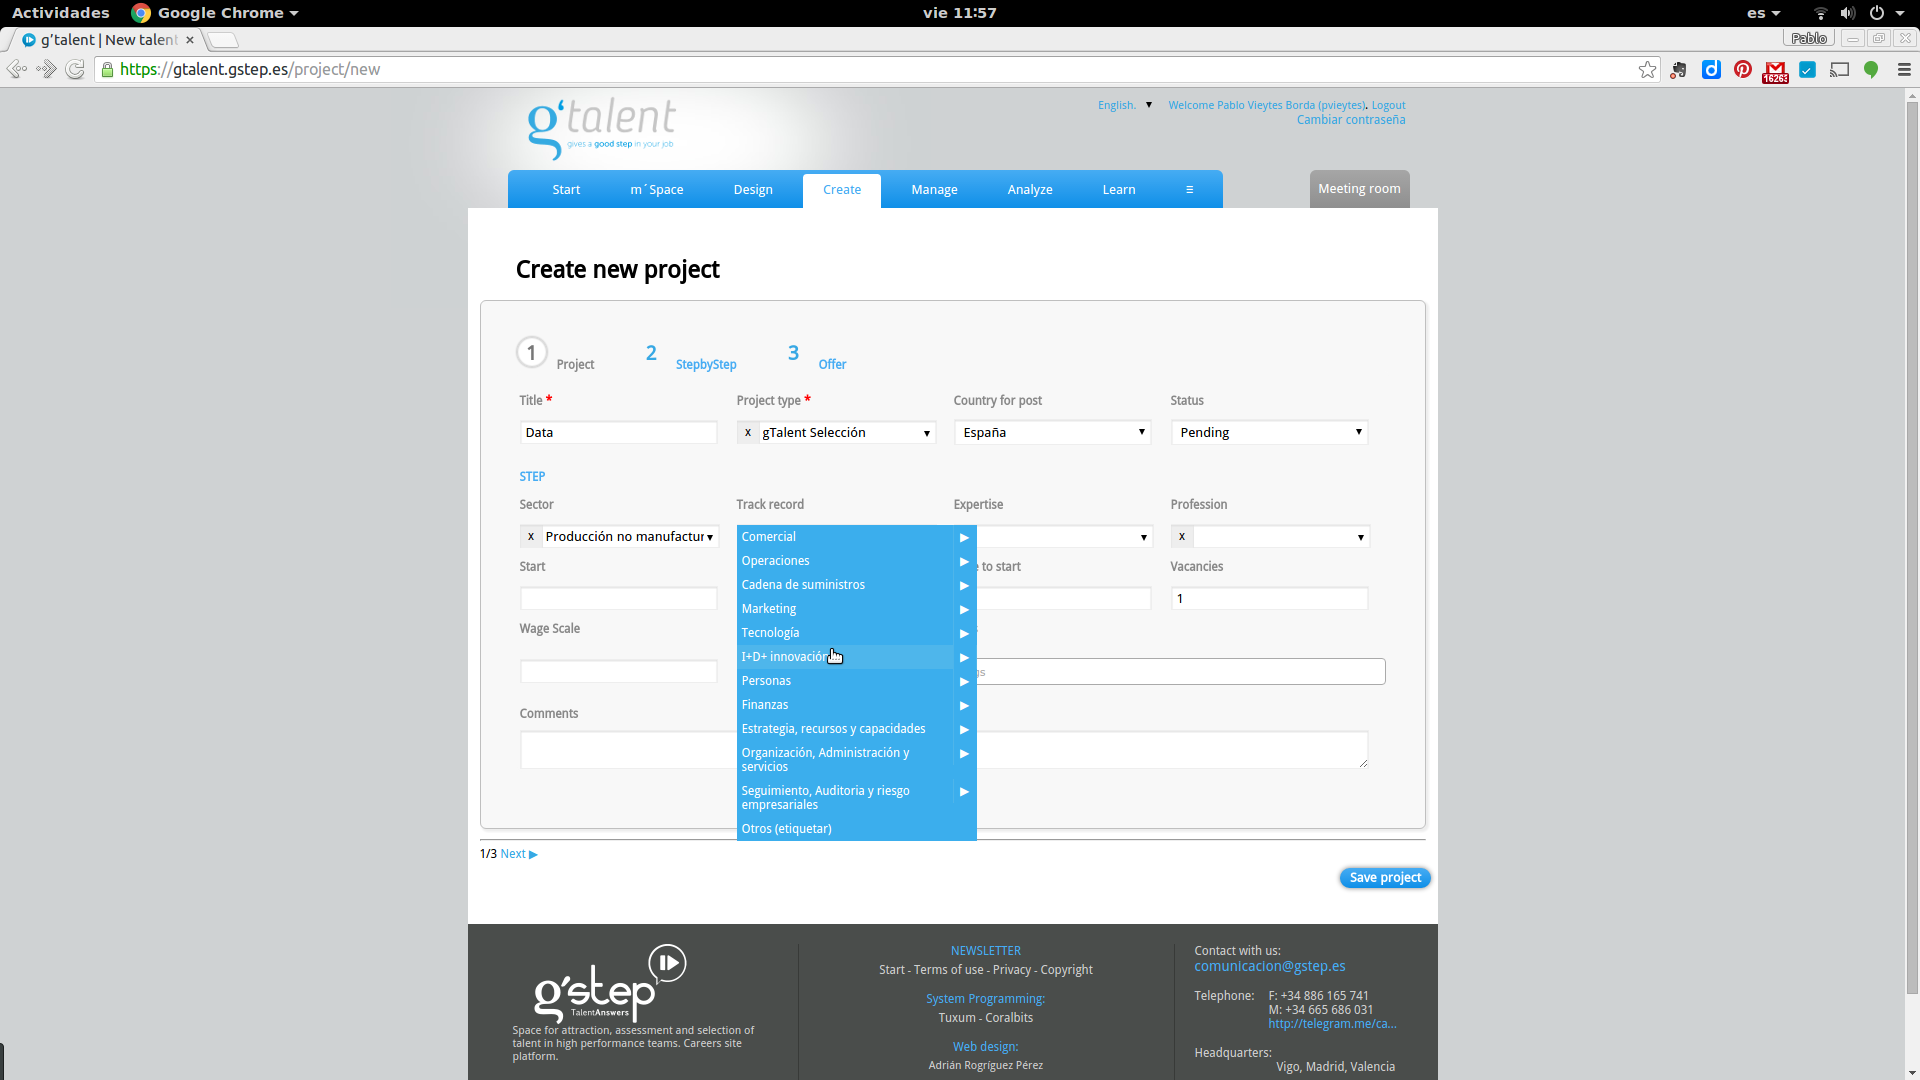 Actividades
Google Chrome
vie 11:57
es
g'talent | New talent
Pablo
https://gtalent.gstep.es/project/new
16263
g'talent
gives a good step in your job
English.
Welcome Pablo Vieytes Borda (pvieytes). Logout
Cambiar contraseña
Start
m´Space
Design
Create
Manage
Analyze
Learn
Meeting room
Create new project
1 Project
2 StepbyStep
3 Offer
Title *
Project type *
Country for post
Status
Data
x gTalent Selección
España
Pending
STEP
Sector
Track record
Expertise
Profession
x Producción no manufactur
x
Start
to start
Vacancies
1
Wage Scale
Comments
Comercial
Operaciones
Cadena de suministros
Marketing
Tecnología
I+D+ innovación
Personas
Finanzas
Estrategia, recursos y capacidades
Organización, Administración y
servicios
Seguimiento, Auditoria y riesgo
empresariales
Otros (etiquetar)
1/3 Next ▶
Save project
g'step
TalentAnswers
Space for attraction, assessment and selection of
talent in high performance teams. Careers site
platform.
NEWSLETTER
Start - Terms of use - Privacy - Copyright
System Programming:
Tuxum - Coralbits
Web design:
Adrián Rogríguez Pérez
Contact with us:
comunicacion@gstep.es
Telephone: F: +34 886 165 741
M: +34 665 686 031
http://telegram.me/ca...
Headquarters:
Vigo, Madrid, Valencia